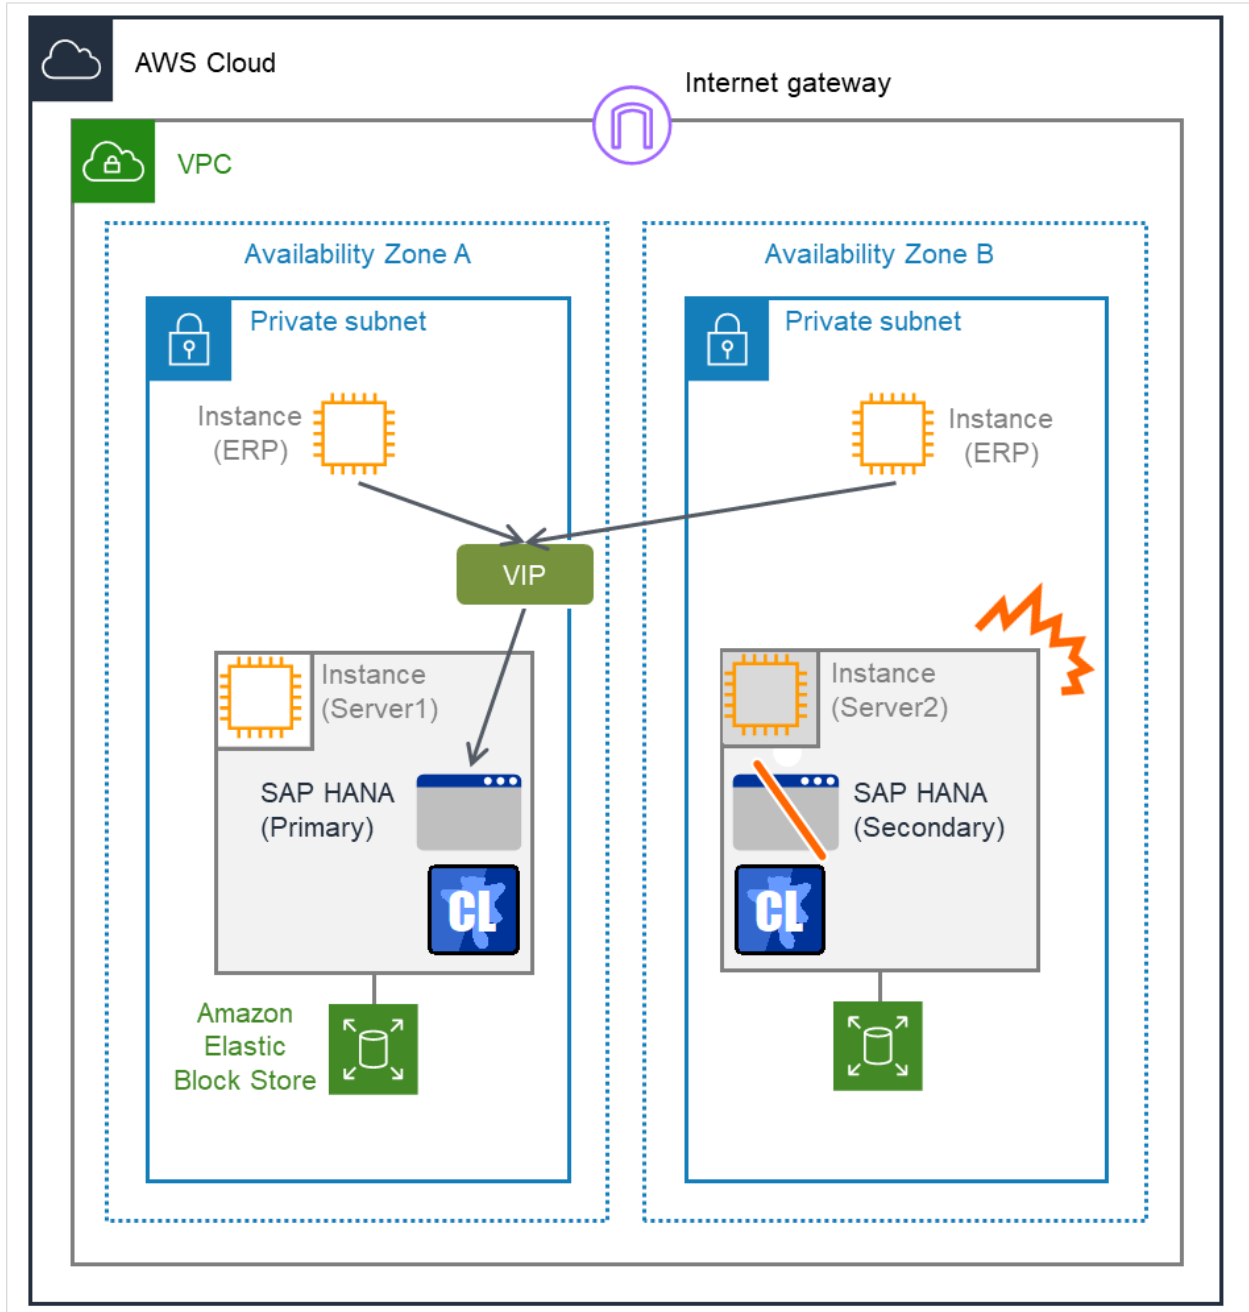 AWS Cloud
Internet gateway
VPC
Availability Zone A
Private subnet
Instance
(ERP)
VIP
Instance
(Server1)
SAP HANA
(Primary)
CL
Amazon
Elastic
Block Store
Availability Zone B
Private subnet
Instance
(ERP)
Instance
(Server2)
SAP HANA
(Secondary)
CL